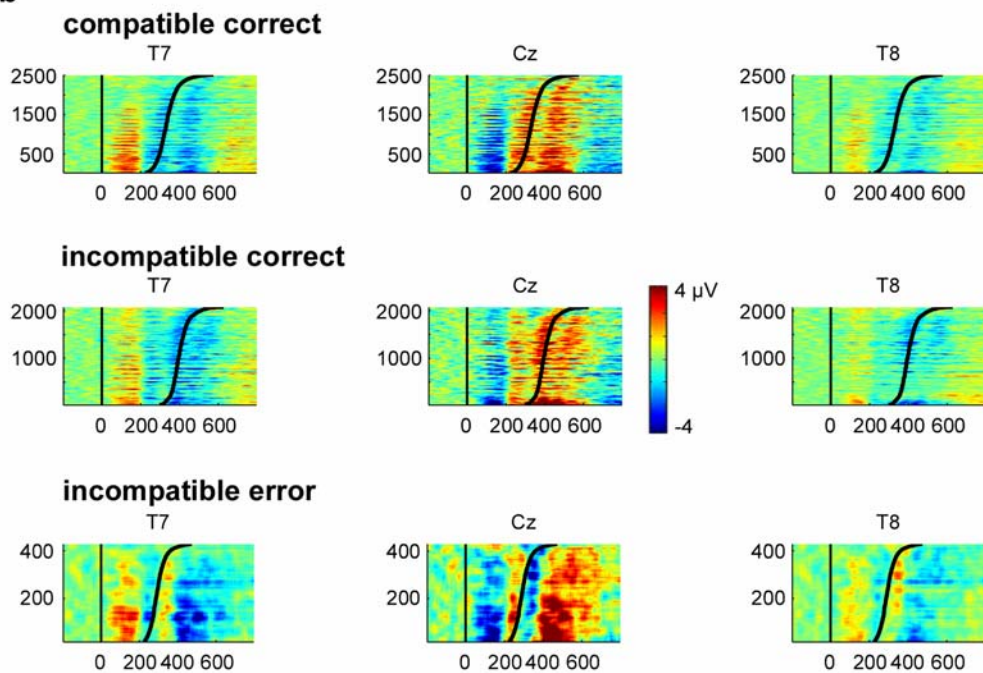 compatible correct
T7 Cz T8
2500 2500 2500
1500 1500 1500
500 500 500
0 200 400 600 0 200 400 600 0 200 400 600
incompatible correct
T7 Cz T8
4 µV
2000 2000 2000
1000 1000 1000
-4
0 200 400 600 0 200 400 600 0 200 400 600
incompatible error
T7 Cz T8
400 400 400
200 200 200
0 200 400 600 0 200 400 600 0 200 400 600